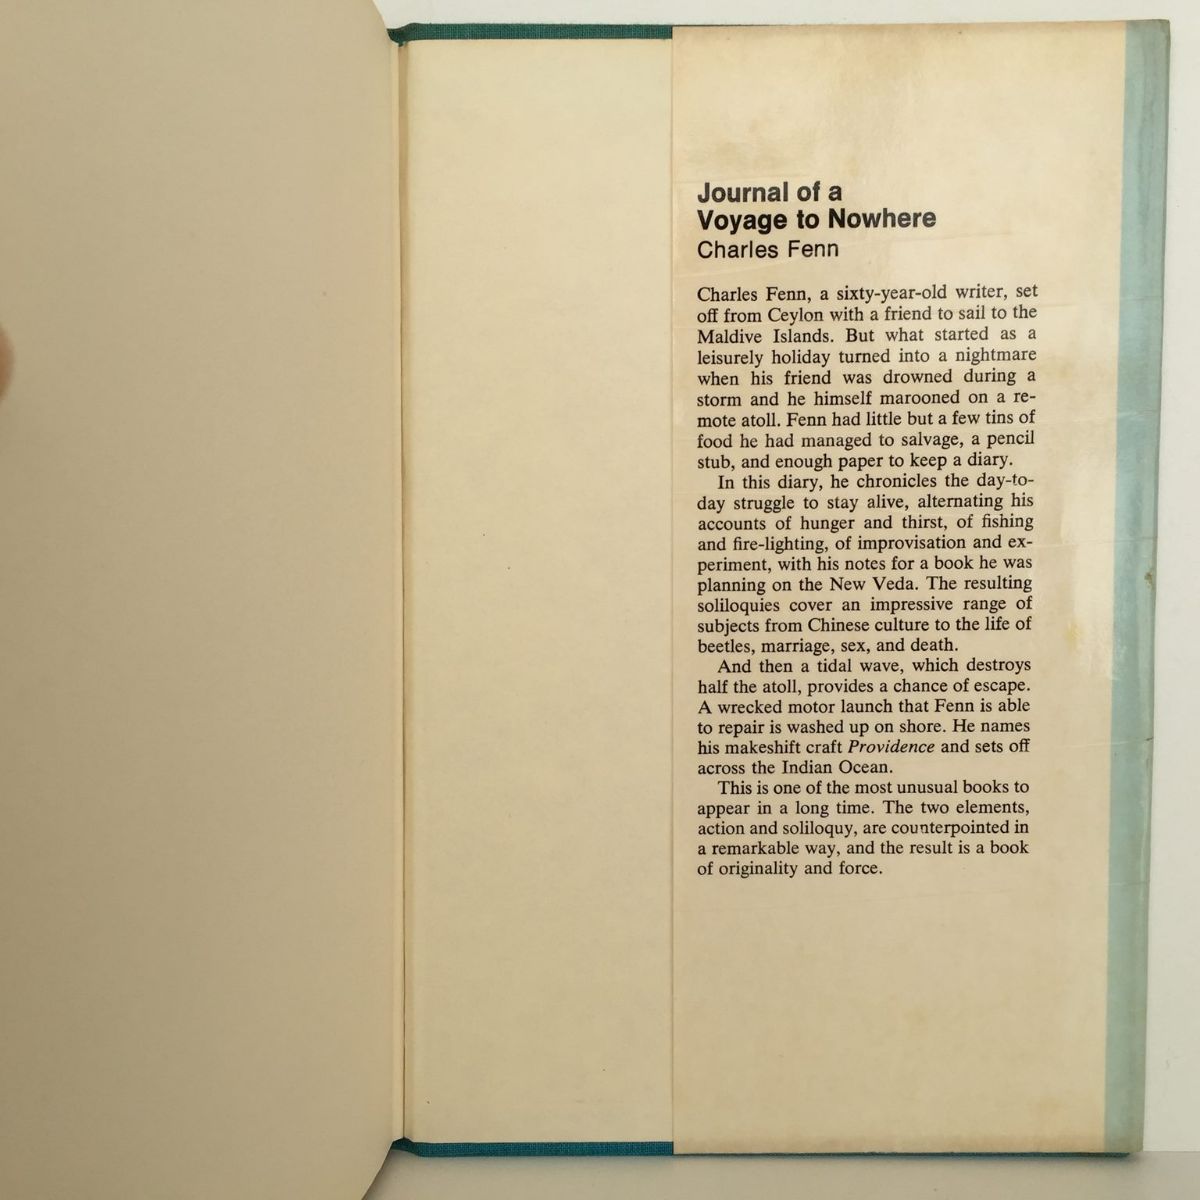 Journal of a
Voyage to Nowhere
Charles Fenn
Charles Fenn, a sixty-year-old writer, set
off from Ceylon with a friend to sail to the
Maldive Islands. But what started as a
leisurely holiday turned into a nightmare
when his friend was drowned during a
storm and he himself marooned on a re-
mote atoll. Fenn had little but a few tins of
food he had managed to salvage, a pencil
stub, and enough paper to keep a diary.
In this diary, he chronicles the day-to-
day struggle to stay alive, alternating his
accounts of hunger and thirst, of fishing
and fire-lighting, of improvisation and ex-
periment, with his notes for a book he was
planning on the New Veda. The resulting
soliloquies cover an impressive range of
subjects from Chinese culture to the life of
beetles, marriage, sex, and death.
And then a tidal wave, which destroys
half the atoll, provides a chance of escape.
A wrecked motor launch that Fenn is able
to repair is washed up on shore. He names
his makeshift craft Providence and sets off
across the Indian Ocean.
This is one of the most unusual books to
appear in a long time. The two elements,
action and soliloquy, are counterpointed in
a remarkable way, and the result is a book
of originality and force.